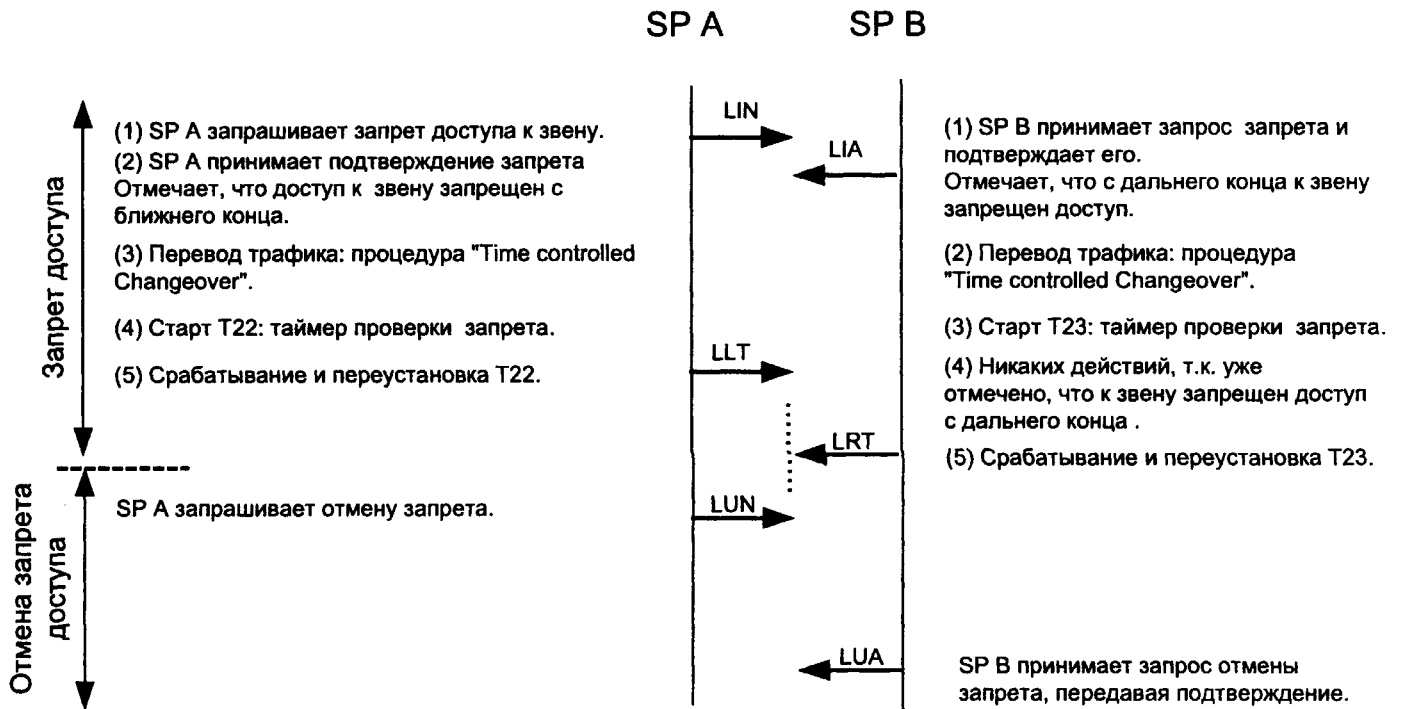 SP A
SP B
Запрет доступа
(1) SP A запрашивает запрет доступа к звену.
(2) SP A принимает подтверждение запрета
Отмечает, что доступ к звену запрещен с
ближнего конца.
(3) Перевод трафика: процедура "Time controlled
Changeover".
(4) Старт T22: таймер проверки запрета.
(5) Срабатывание и переустановка T22.
LIN
LIA
LLT
LRT
(1) SP B принимает запрос запрета и
подтверждает его.
Отмечает, что с дальнего конца к звену
запрещен доступ.
(2) Перевод трафика: процедура
"Time controlled Changeover".
(3) Старт T23: таймер проверки запрета.
(4) Никаких действий, т.к. уже
отмечено, что к звену запрещен доступ
с дальнего конца .
(5) Срабатывание и переустановка T23.
Отмена запрета
доступа
SP A запрашивает отмену запрета.
LUN
LUA
SP B принимает запрос отмены
запрета, передавая подтверждение.